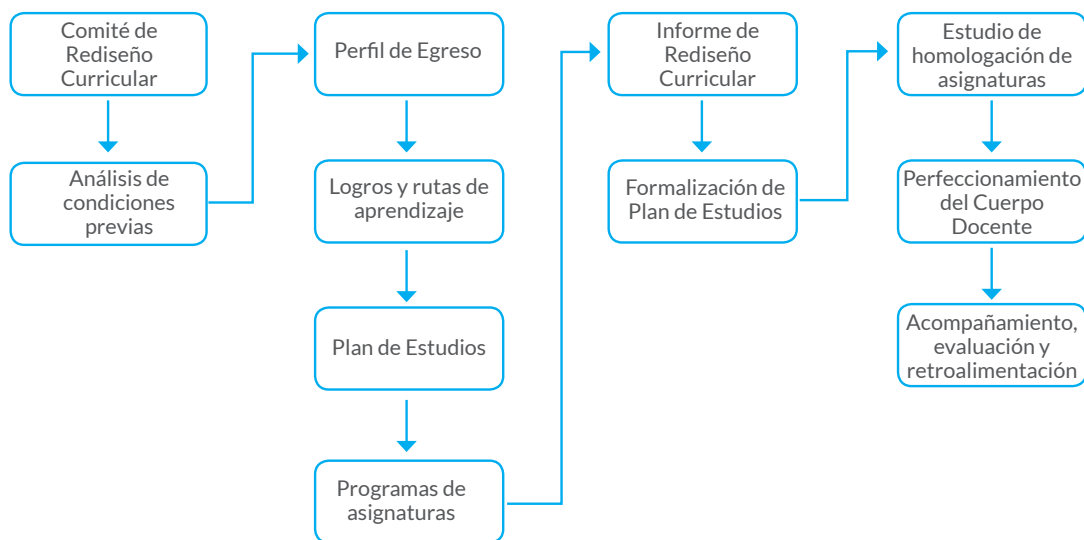 Comité de
Rediseño
Curricular
Análisis de
condiciones
previas
Perfil de Egreso
Logros y rutas de
aprendizaje
Plan de Estudios
Programas de
asignaturas
Informe de
Rediseño
Curricular
Formalización de
Plan de Estudios
Estudio de
homologación de
asignaturas
Perfeccionamiento
del Cuerpo
Docente
Acompañamiento,
evaluación y
retroalimentación